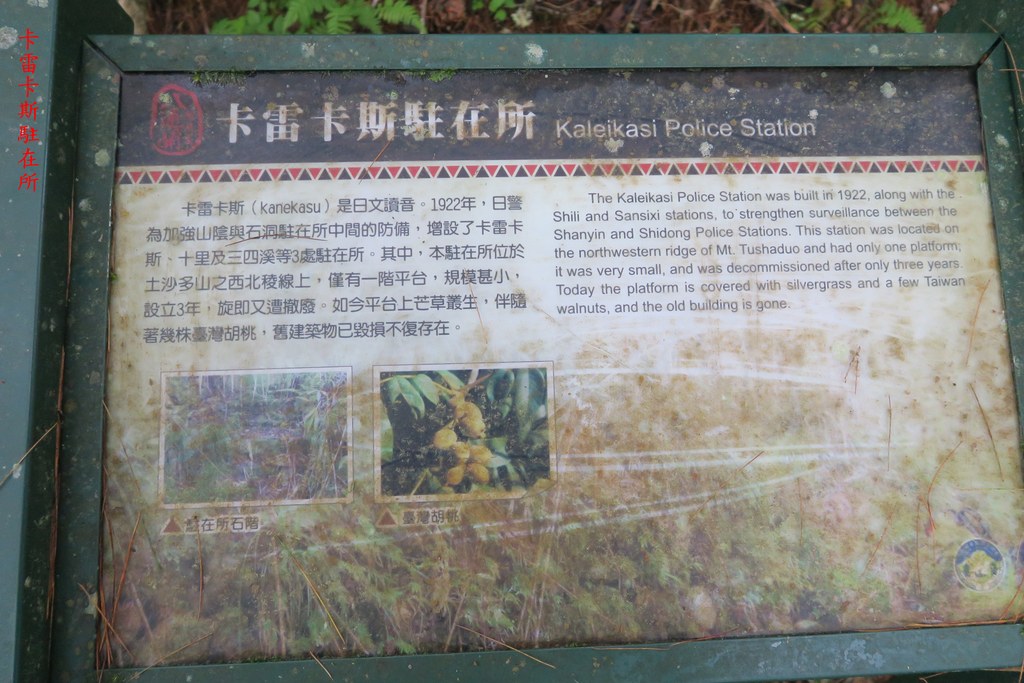 卡雷卡斯駐在所
卡雷卡斯駐在所 Kaleikasi Police Station
卡雷卡斯（kanekasu）是日文讀音。1922年，日警
為加強山陰與石洞駐在所中間的防備，增設了卡雷卡
斯、十里及三四溪等3處駐在所。其中，本駐在所位於
土沙多山之西北稜線上，僅有一階平台，規模甚小，
設立3年，旋即又遭撤廢。如今平台上芒草叢生，伴隨
著幾株臺灣胡桃，舊建築物已毀損不復存在。
The Kaleikasi Police Station was built in 1922, along with the
Shili and Sansixi stations, to strengthen surveillance between the
Shanyin and Shidong Police Stations. This station was located on
the northwestern ridge of Mt. Tushaduo and had only one platform;
it was very small, and was decommissioned after only three years.
Today the platform is covered with silvergrass and a few Taiwan
walnuts, and the old building is gone.
駐在所石階
臺灣胡桃